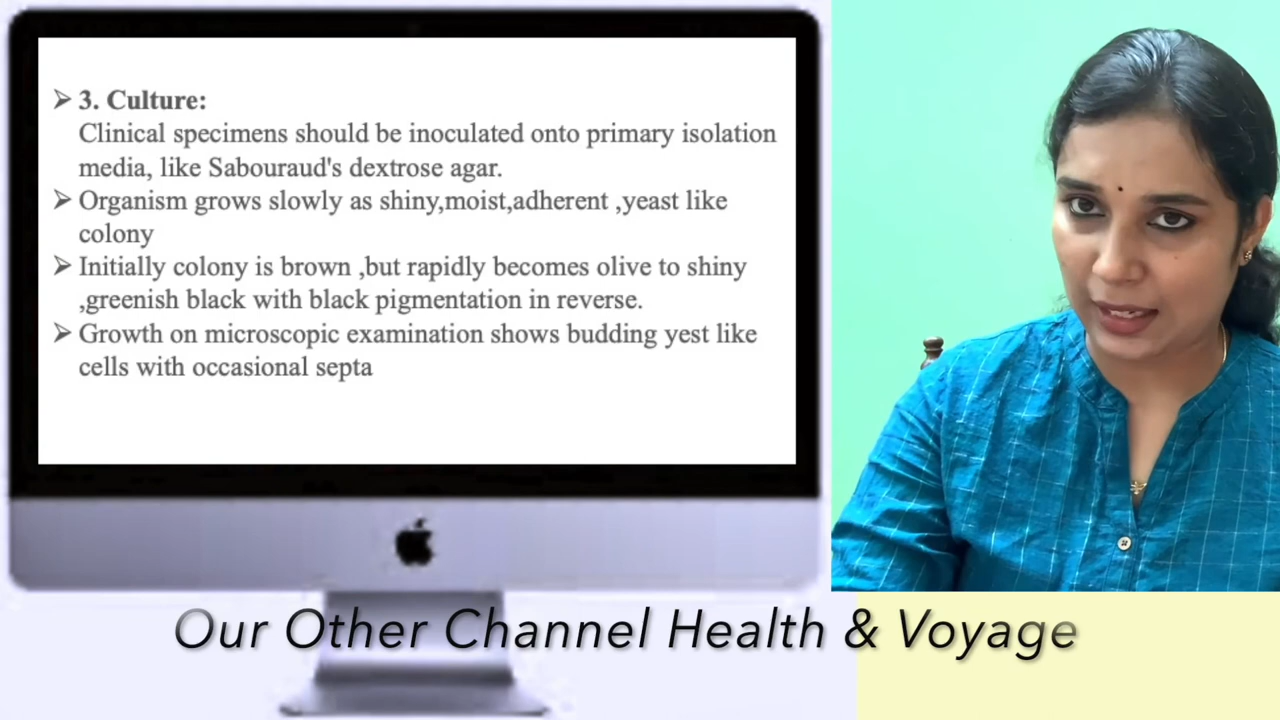 ➢ 3. Culture:
Clinical specimens should be inoculated onto primary isolation
media, like Sabouraud's dextrose agar.
➢ Organism grows slowly as shiny,moist,adherent ,yeast like
colony
➢ Initially colony is brown ,but rapidly becomes olive to shiny
,greenish black with black pigmentation in reverse.
➢ Growth on microscopic examination shows budding yest like
cells with occasional septa
Our Other Channel Health & Voyage